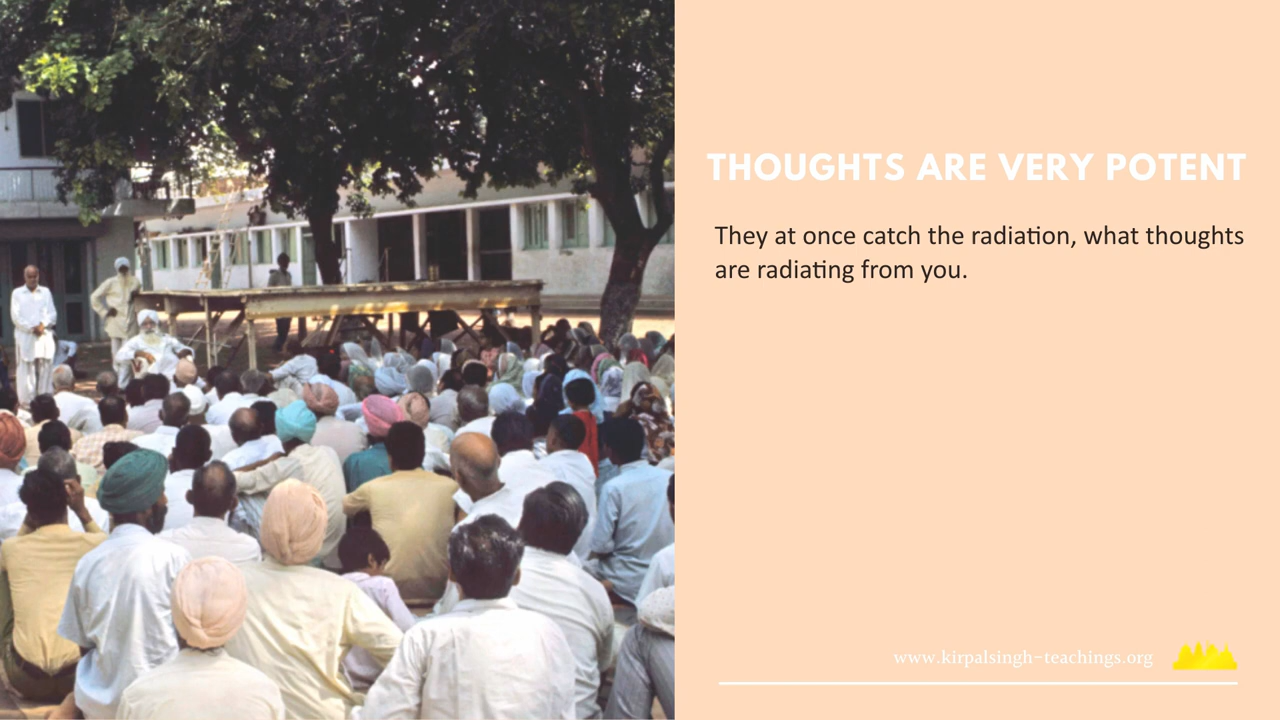 THOUGHTS ARE VERY POTENT
They at once catch the radiation, what thoughts
are radiating from you.
www.kirpalsingh-teachings.org